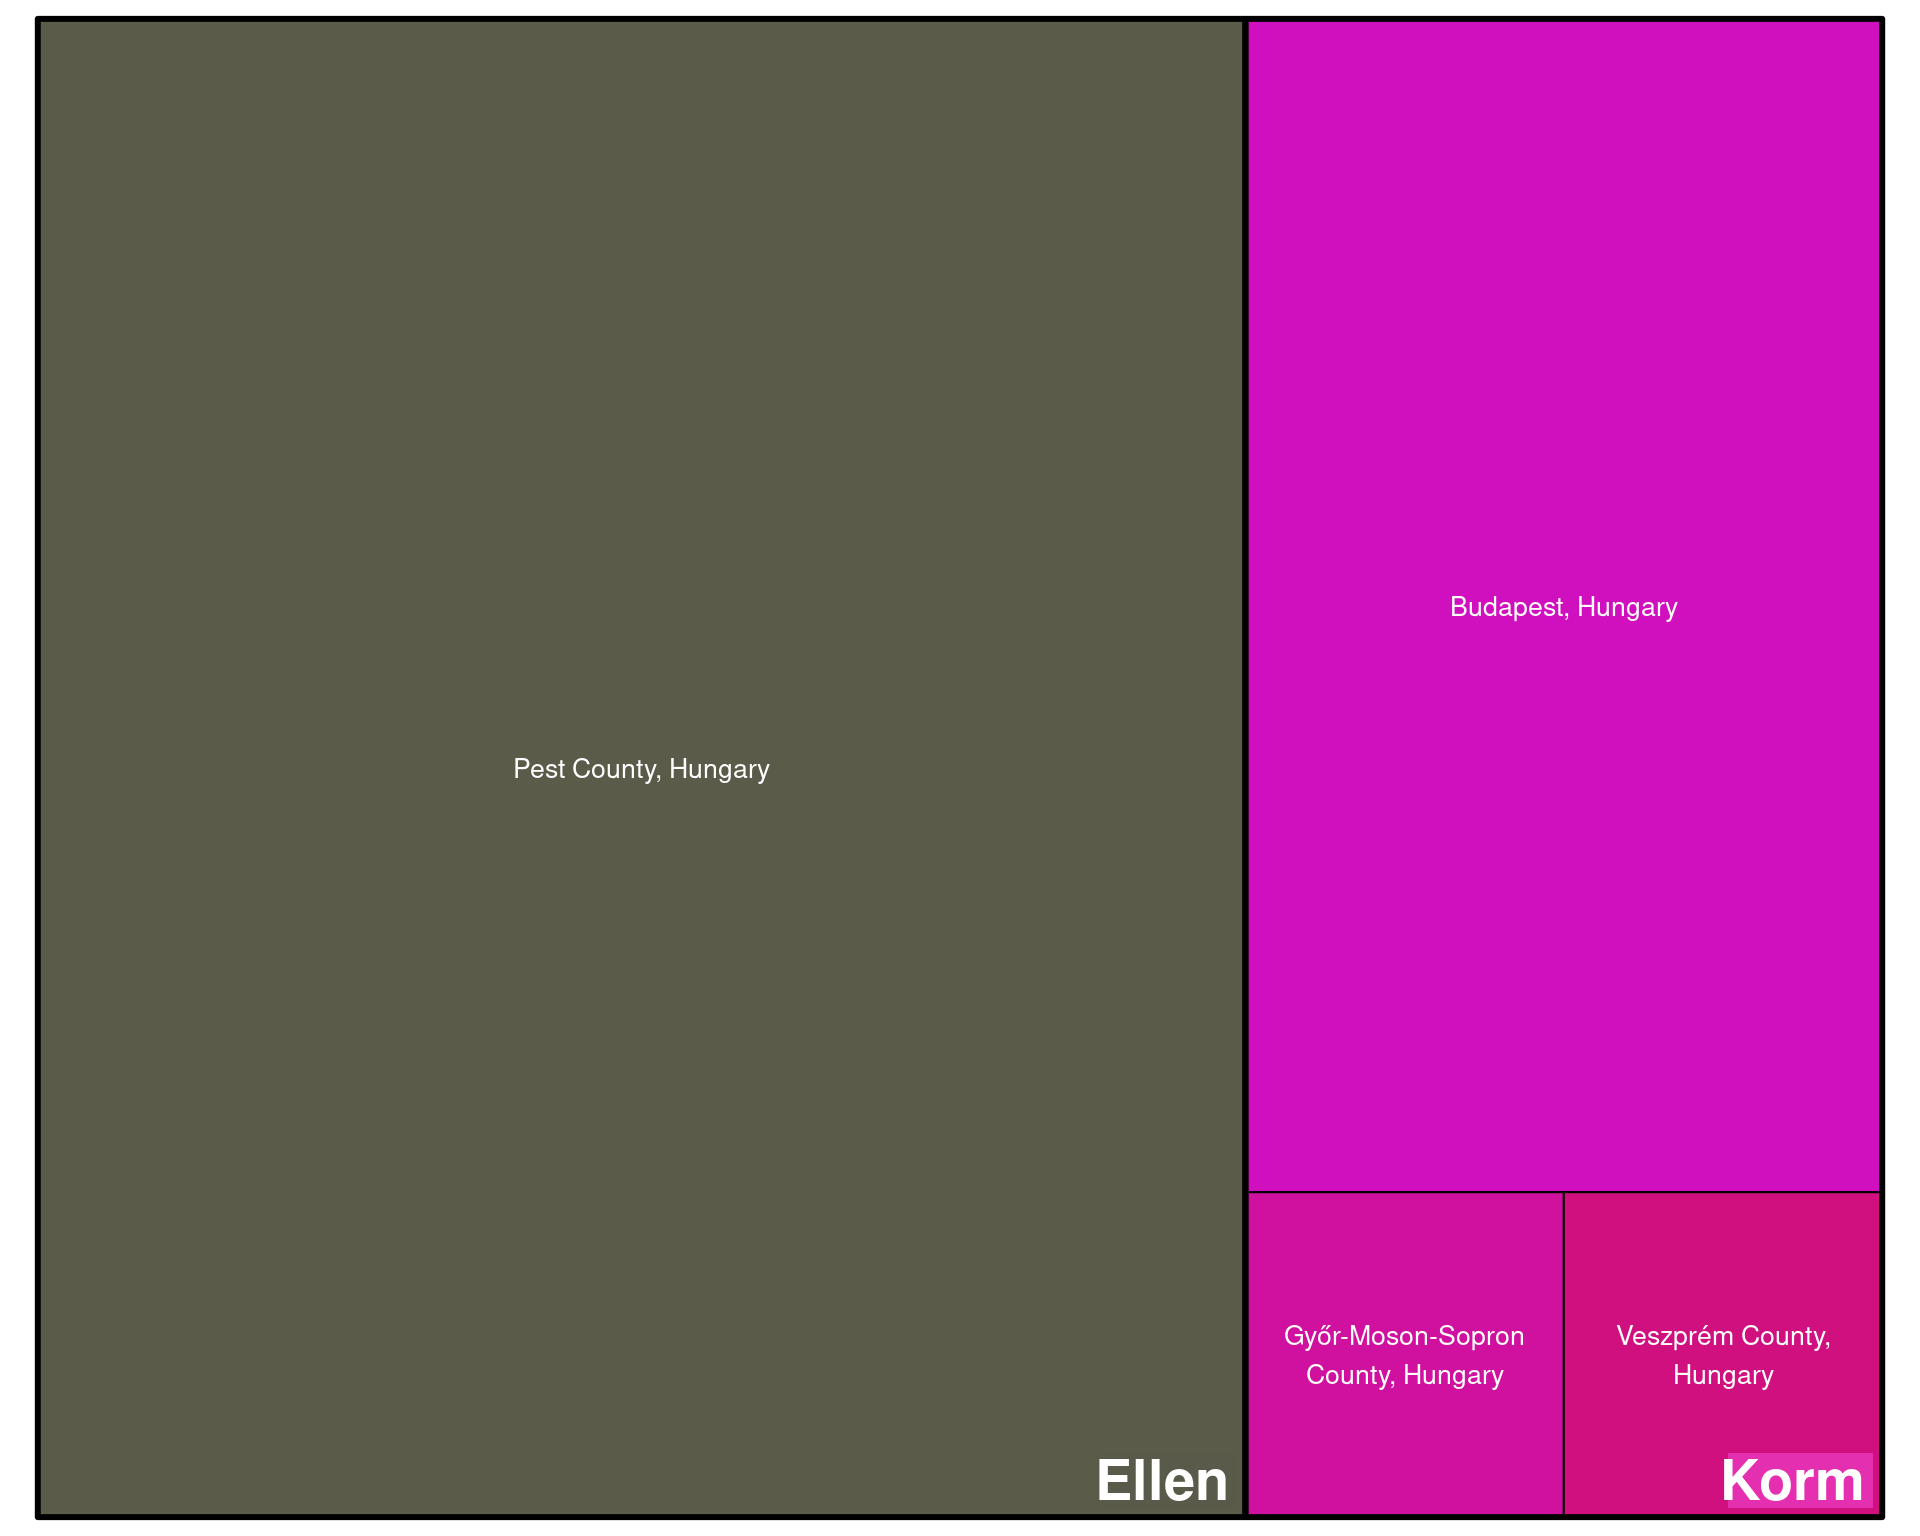 Budapest, Hungary
Pest County, Hungary
Győr-Moson-Sopron
County, Hungary
Veszprém County,
Hungary
Ellen
Korm